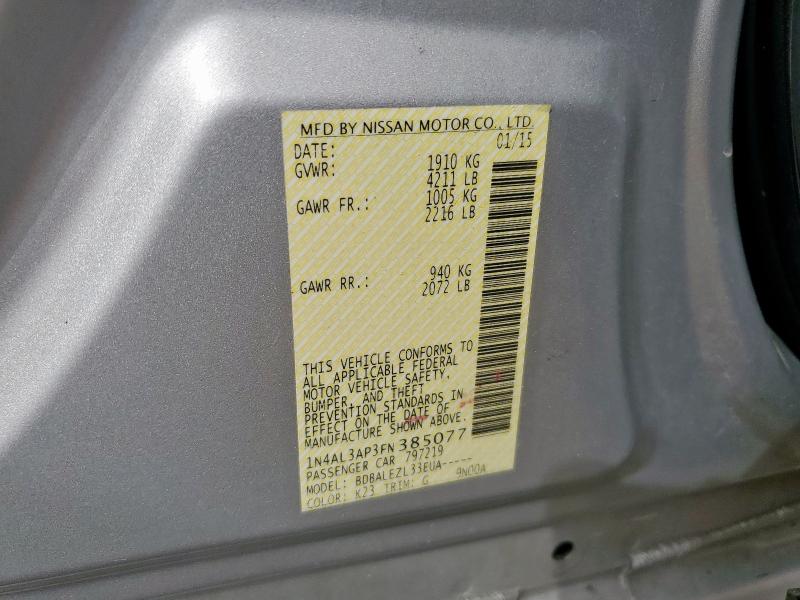 MFD BY NISSAN MOTOR CO., LTD.
DATE: 01/15
GVWR: 1910 KG
4211 LB
GAWR FR.: 1005 KG
2216 LB
GAWR RR.: 940 KG
2072 LB
THIS VEHICLE CONFORMS TO
ALL APPLICABLE FEDERAL
MOTOR VEHICLE SAFETY,
BUMPER, AND THEFT
PREVENTION STANDARDS IN
EFFECT ON THE DATE OF
MANUFACTURE SHOWN ABOVE.
1N4AL3AP3FN385077
PASSENGER CAR 797219
MODEL: BDBALEZL33EUA-----
COLOR: K23 TRIM: G 9N00A